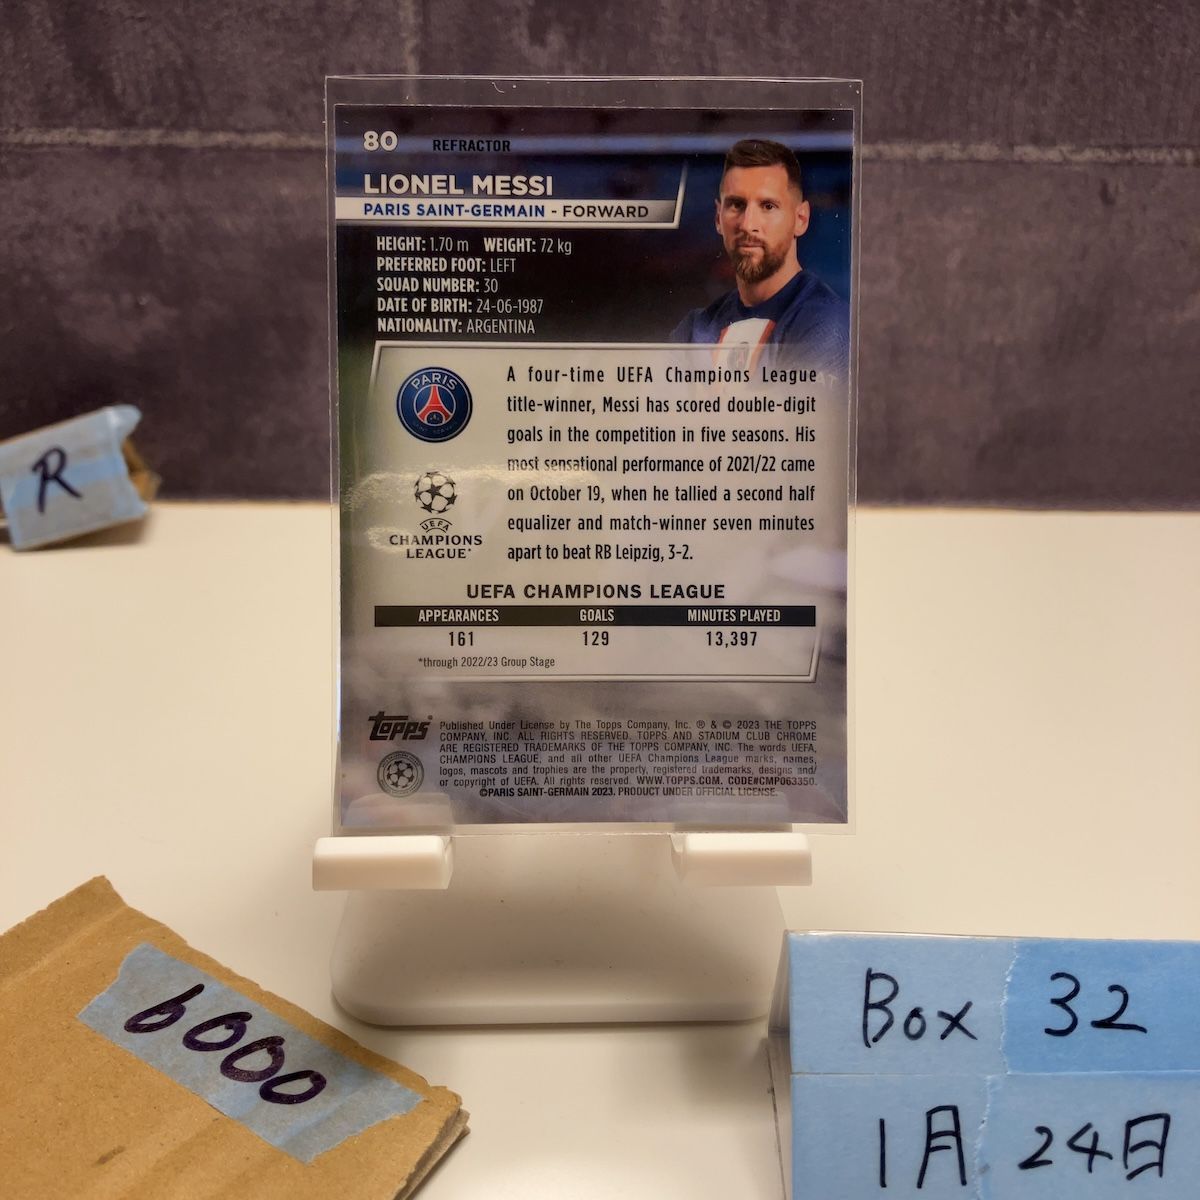 80 REFRACTOR
LIONEL MESSI
PARIS SAINT-GERMAIN - FORWARD
HEIGHT: 1.70 m WEIGHT: 72 kg
PREFERRED FOOT: LEFT
SQUAD NUMBER: 30
DATE OF BIRTH: 24-06-1987
NATIONALITY: ARGENTINA
PARIS
SAINT-GERMAIN
A four-time UEFA Champions League
title-winner, Messi has scored double-digit
goals in the competition in five seasons. His
most sensational performance of 2021/22 came
on October 19, when he tallied a second half
equalizer and match-winner seven minutes
apart to beat RB Leipzig, 3-2.
UEFA
CHAMPIONS
LEAGUE
UEFA CHAMPIONS LEAGUE
APPEARANCES GOALS MINUTES PLAYED
161 129 13,397
*through 2022/23 Group Stage
Topps
Published Under License by The Topps Company, Inc. ® & © 2023 THE TOPPS
COMPANY, INC. ALL RIGHTS RESERVED. TOPPS AND STADIUM CLUB CHROME
ARE REGISTERED TRADEMARKS OF THE TOPPS COMPANY, INC. The words UEFA,
CHAMPIONS LEAGUE, and all other UEFA Champions League marks, names,
logos, mascots and trophies are the property, registered trademarks, designs and/
or copyright of UEFA. All rights reserved. WWW.TOPPS.COM. CODE#CMP063350.
©PARIS SAINT-GERMAIN 2023. PRODUCT UNDER OFFICIAL LICENSE.
R
6000
Box 32
1月 24日